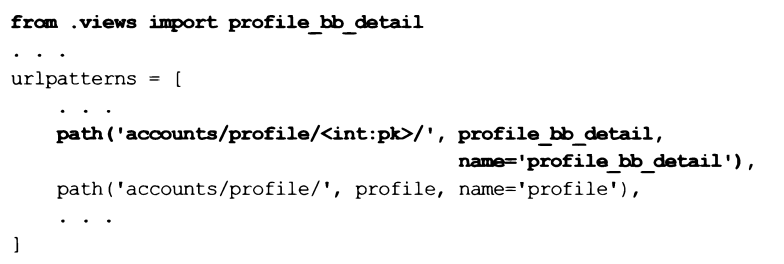 from .views import profile_bb_detail
. . .
urlpatterns = [
    . . .
    path('accounts/profile/<int:pk>/', profile_bb_detail,
                                       name='profile_bb_detail'),
    path('accounts/profile/', profile, name='profile'),
    . . .
]